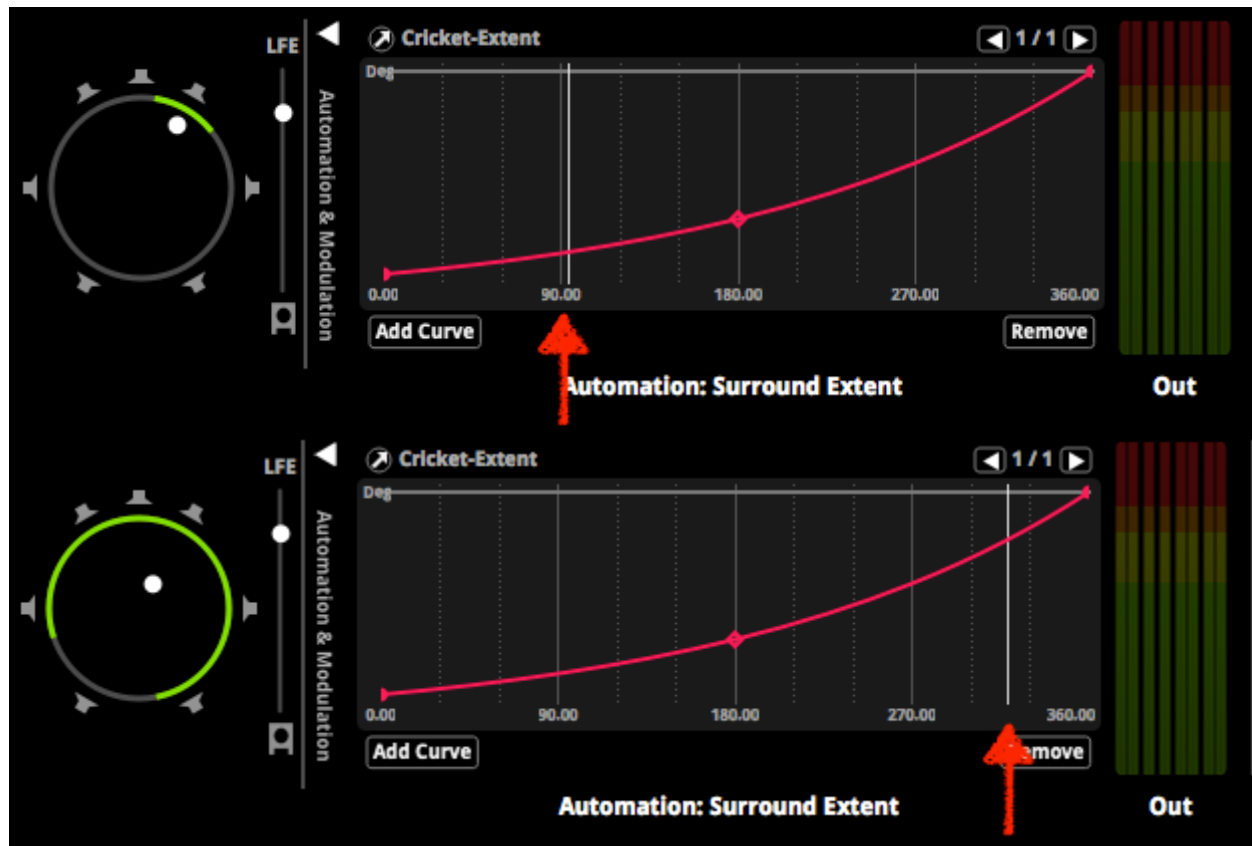 LFE
Automation & Modulation
Cricket-Extent
1 / 1
Deg
0.00 90.00 180.00 270.00 360.00
Add Curve
Remove
Automation: Surround Extent
Out
LFE
Automation & Modulation
Cricket-Extent
1 / 1
Deg
0.00 90.00 180.00 270.00 360.00
Add Curve
emove
Automation: Surround Extent
Out